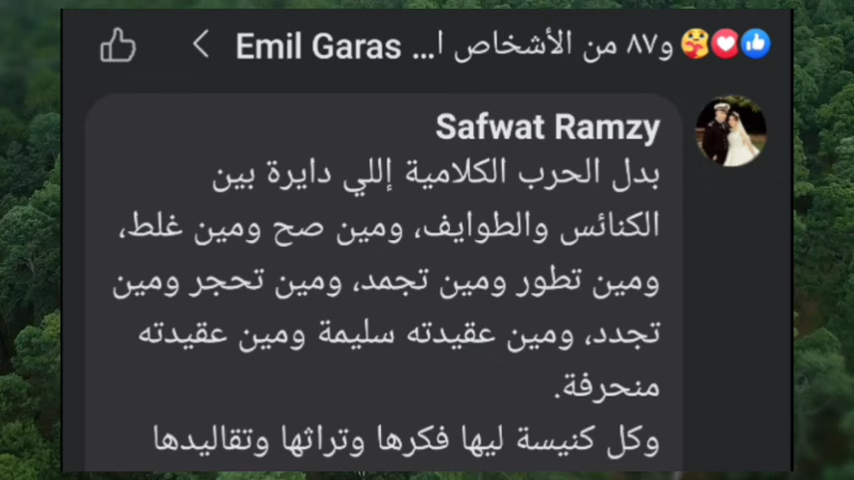 و٨٧ من الأشخاص ا... Emil Garas
Safwat Ramzy
بدل الحرب الكلامية إللي دايرة بين
الكنائس والطوايف، ومين صح ومين غلط،
ومين تطور ومين تجمد، ومين تحجر ومين
تجدد، ومين عقيدته سليمة ومين عقيدته
منحرفة.
وكل كنيسة ليها فكرها وتراثها وتقاليدها